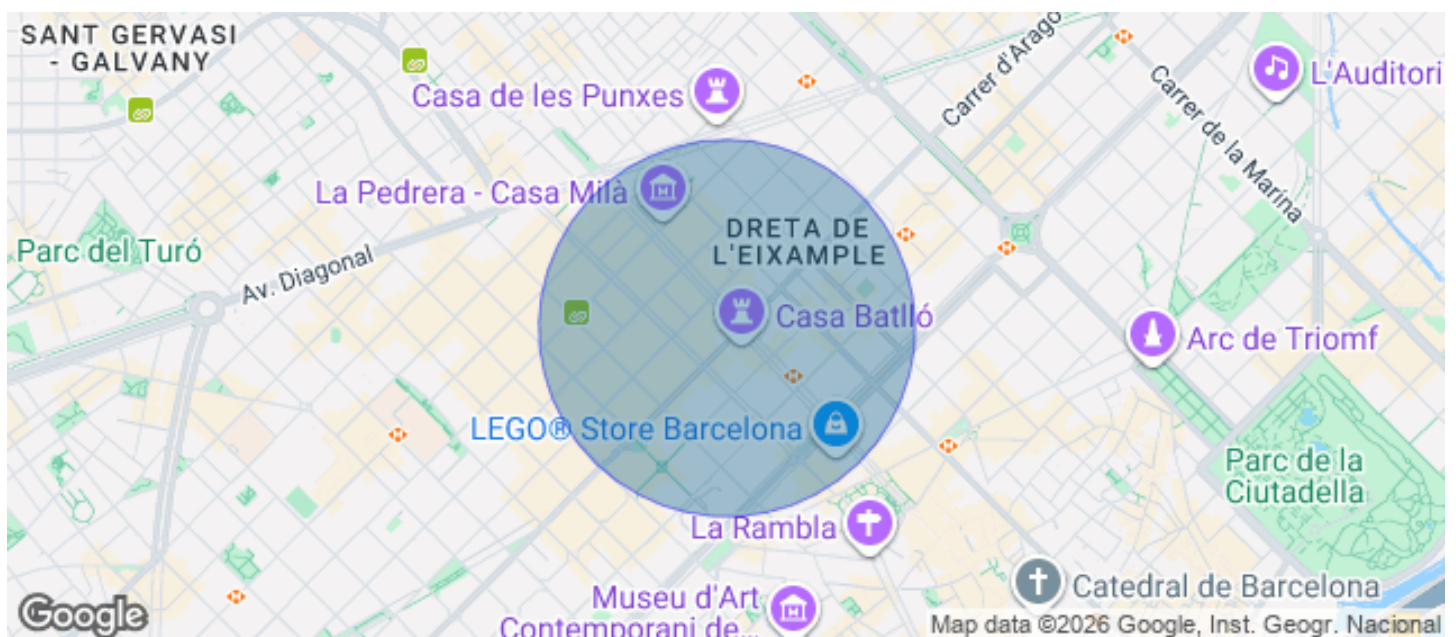 SANT GERVASI
- GALVANY
Casa de les Punxes
Carrer d'Arago
L'Auditori
Carrer de la Marina
La Pedrera - Casa Milà
DRETA DE
L'EIXAMPLE
Parc del Turó
Av. Diagonal
Casa Batlló
Arc de Triomf
LEGO® Store Barcelona
Parc de la
Ciutadella
La Rambla
Catedral de Barcelona
Museu d'Art
Contemporani de...
Google
Map data ©2026 Google, Inst. Geogr. Nacional